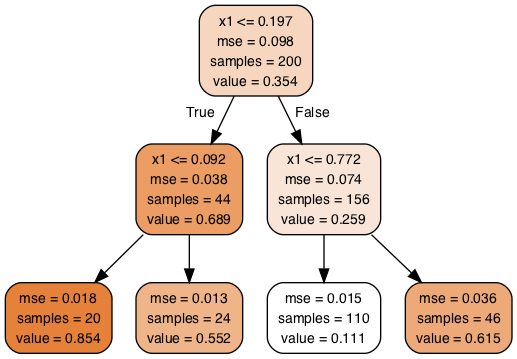 x1 <= 0.197
mse = 0.098
samples = 200
value = 0.354
True
False
x1 <= 0.092
mse = 0.038
samples = 44
value = 0.689
x1 <= 0.772
mse = 0.074
samples = 156
value = 0.259
mse = 0.018
samples = 20
value = 0.854
mse = 0.013
samples = 24
value = 0.552
mse = 0.015
samples = 110
value = 0.111
mse = 0.036
samples = 46
value = 0.615